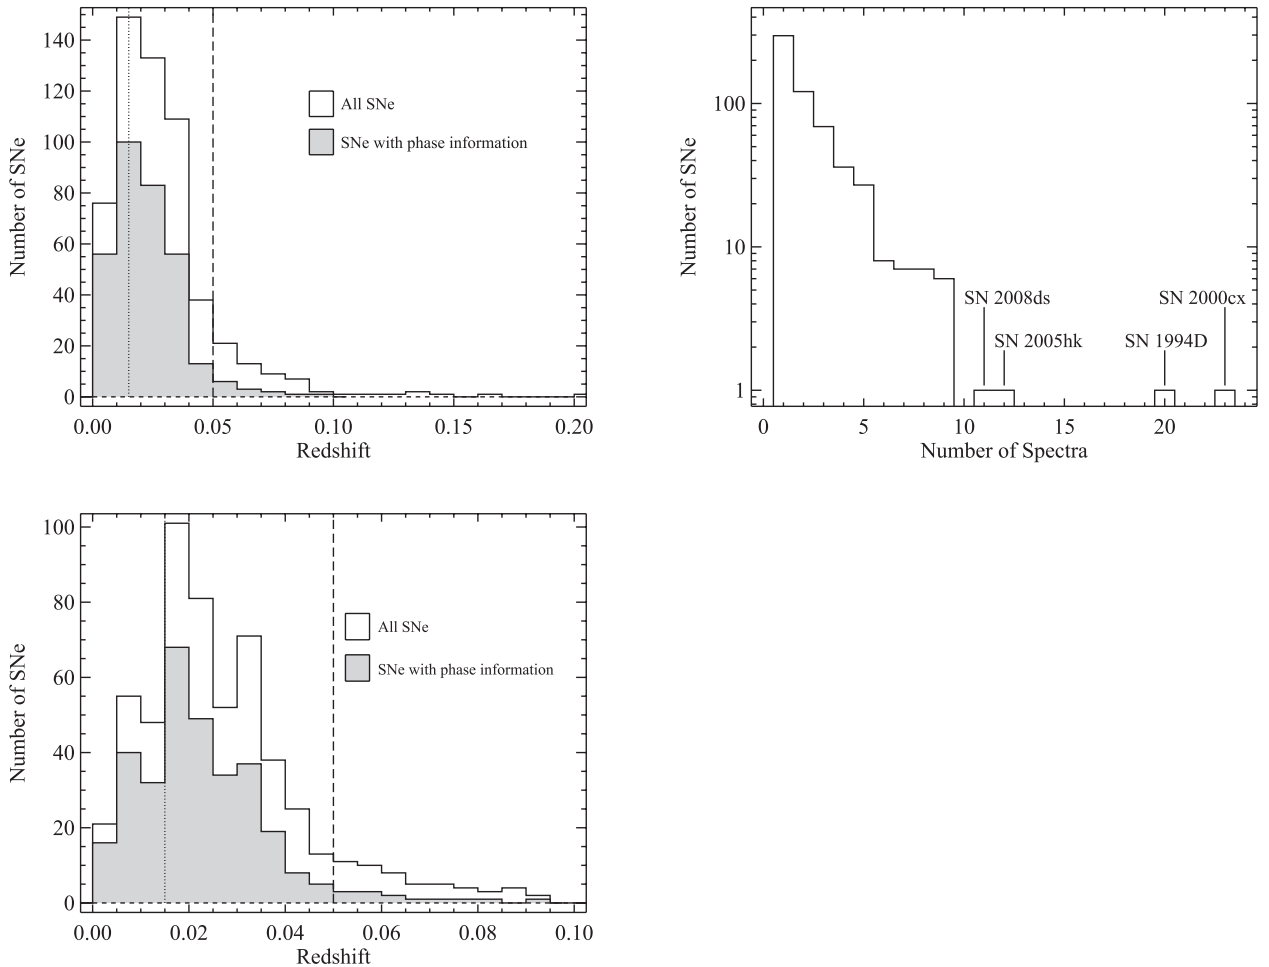 140
120
100
80
60
40
20
0
Number of SNe
All SNe
SNe with phase information
0.00 0.05 0.10 0.15 0.20
Redshift
100
10
1
Number of SNe
SN 2008ds
SN 2000cx
SN 2005hk
SN 1994D
0 5 10 15 20
Number of Spectra
100
80
60
40
20
0
Number of SNe
All SNe
SNe with phase information
0.00 0.02 0.04 0.06 0.08 0.10
Redshift